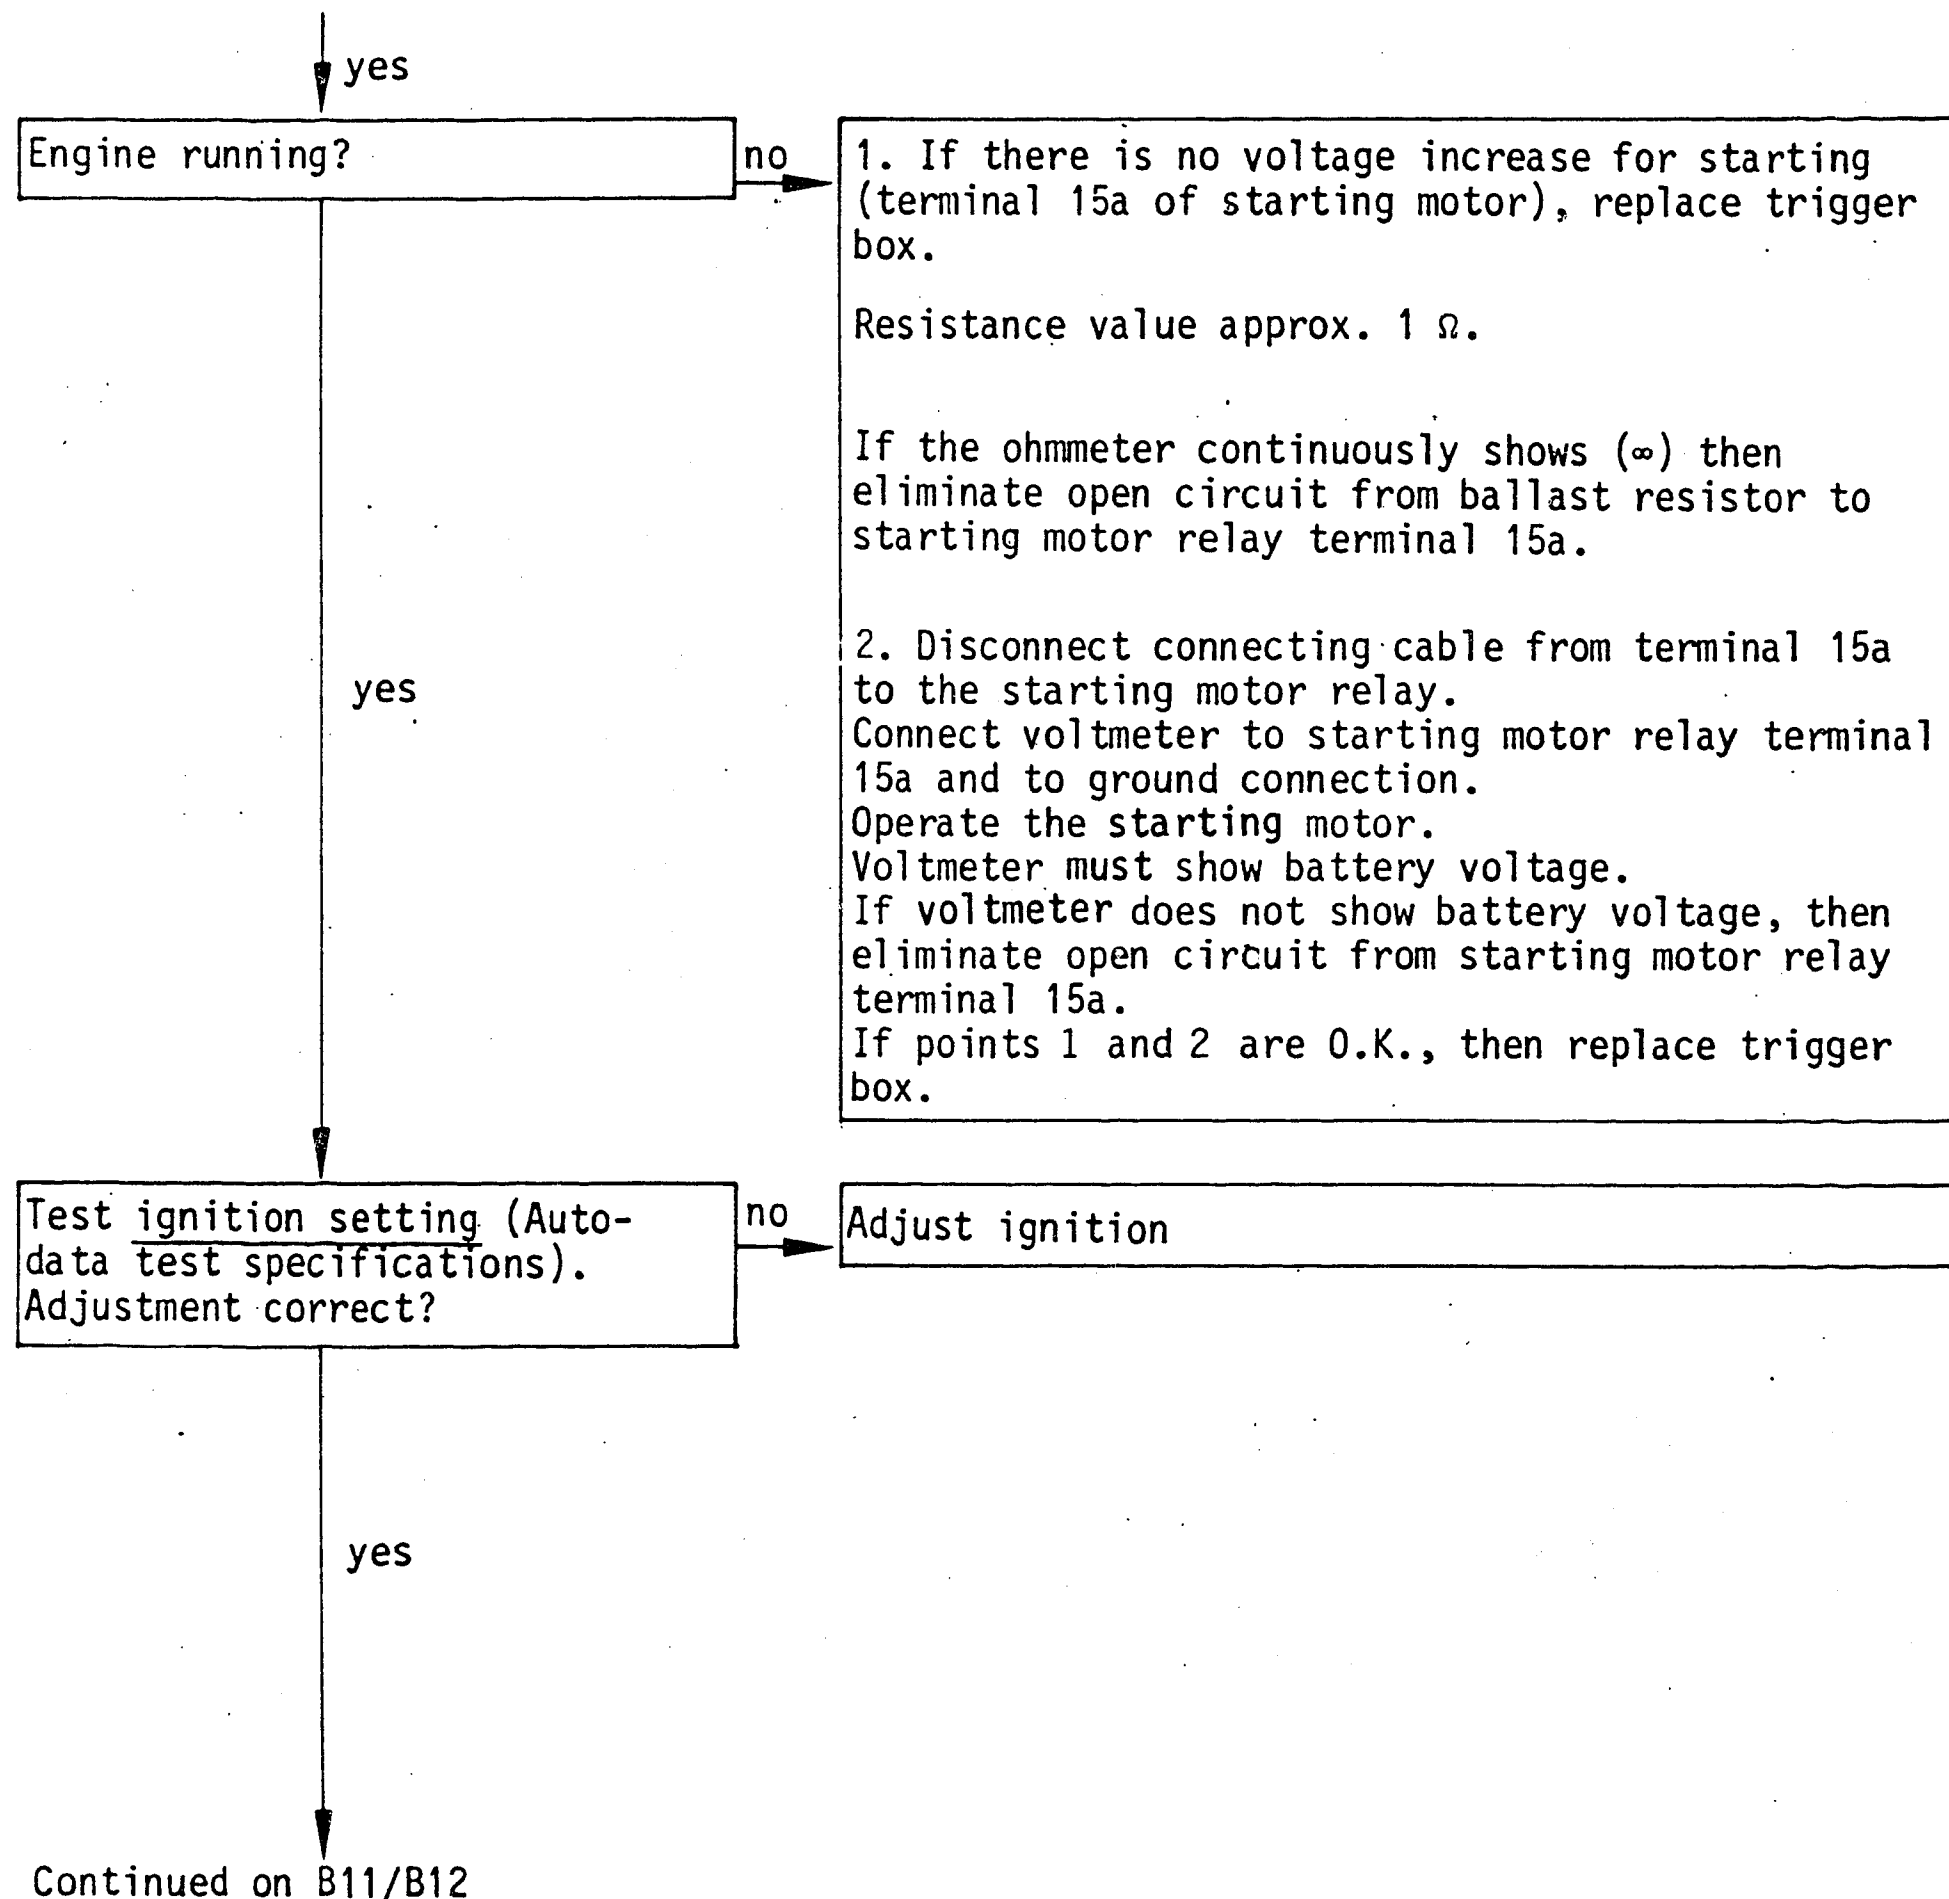 yes
Engine running?
no
1. If there is no voltage increase for starting
(terminal 15a of starting motor), replace trigger
box.
Resistance value approx. 1 Ω.
If the ohmmeter continuously shows (∞) then
eliminate open circuit from ballast resistor to
starting motor relay terminal 15a.
2. Disconnect connecting cable from terminal 15a
to the starting motor relay.
Connect voltmeter to starting motor relay terminal
15a and to ground connection.
Operate the starting motor.
Voltmeter must show battery voltage.
If voltmeter does not show battery voltage, then
eliminate open circuit from starting motor relay
terminal 15a.
If points 1 and 2 are O.K., then replace trigger
box.
yes
Test ignition setting (Auto-
data test specifications).
Adjustment correct?
no
Adjust ignition
yes
Continued on B11/B12